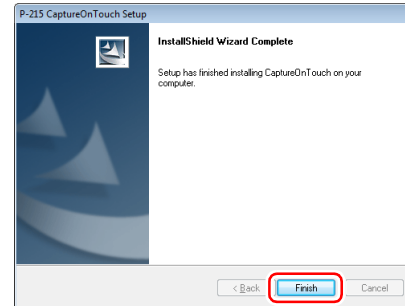 P-215 CaptureOnTouch Setup
InstallShield Wizard Complete
Setup has finished installing CaptureOnTouch on your
computer.
< Back
Finish
Cancel